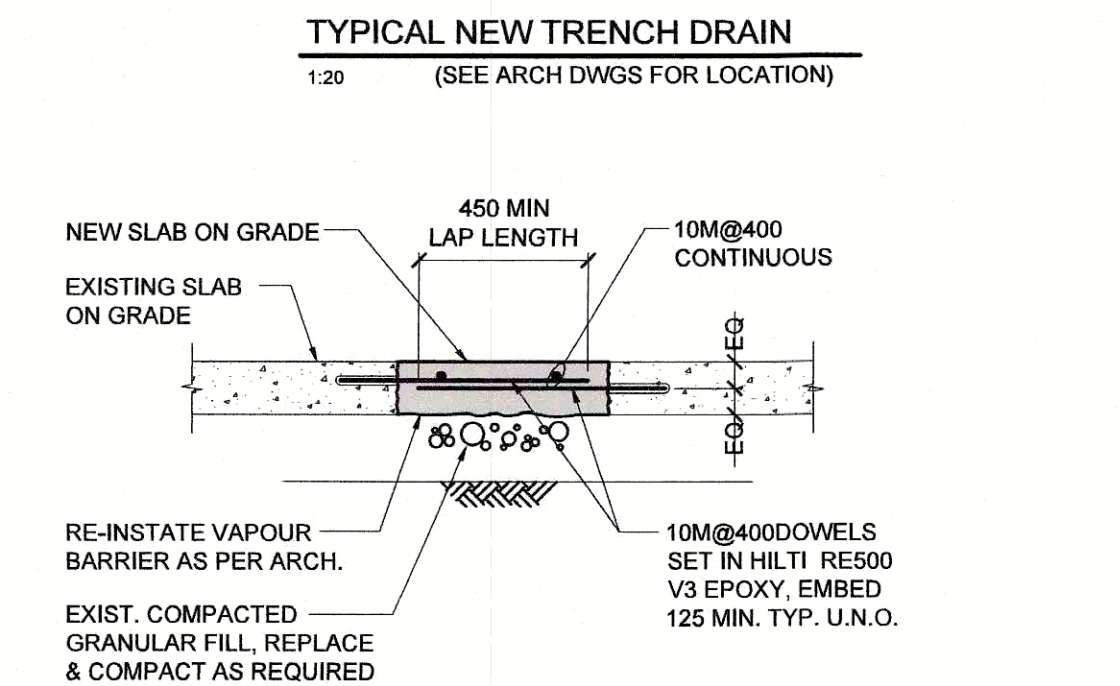 TYPICAL NEW TRENCH DRAIN
1:20 (SEE ARCH DWGS FOR LOCATION)
450 MIN
LAP LENGTH
NEW SLAB ON GRADE
10M@400
CONTINUOUS
EXISTING SLAB
ON GRADE
EQ
EQ
RE-INSTATE VAPOUR
BARRIER AS PER ARCH.
10M@400DOWELS
SET IN HILTI RE500
V3 EPOXY, EMBED
125 MIN. TYP. U.N.O.
EXIST. COMPACTED
GRANULAR FILL, REPLACE
& COMPACT AS REQUIRED